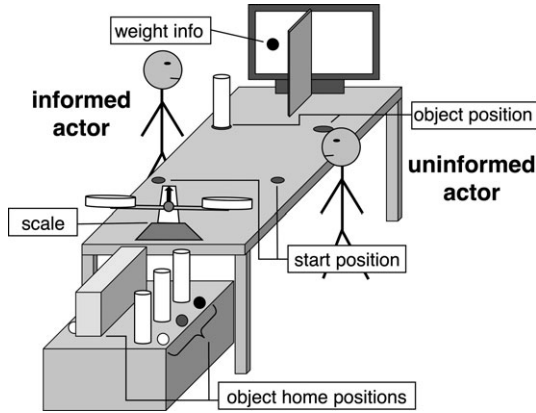 weight info
informed
actor
object position
uninformed
actor
scale
start position
object home positions